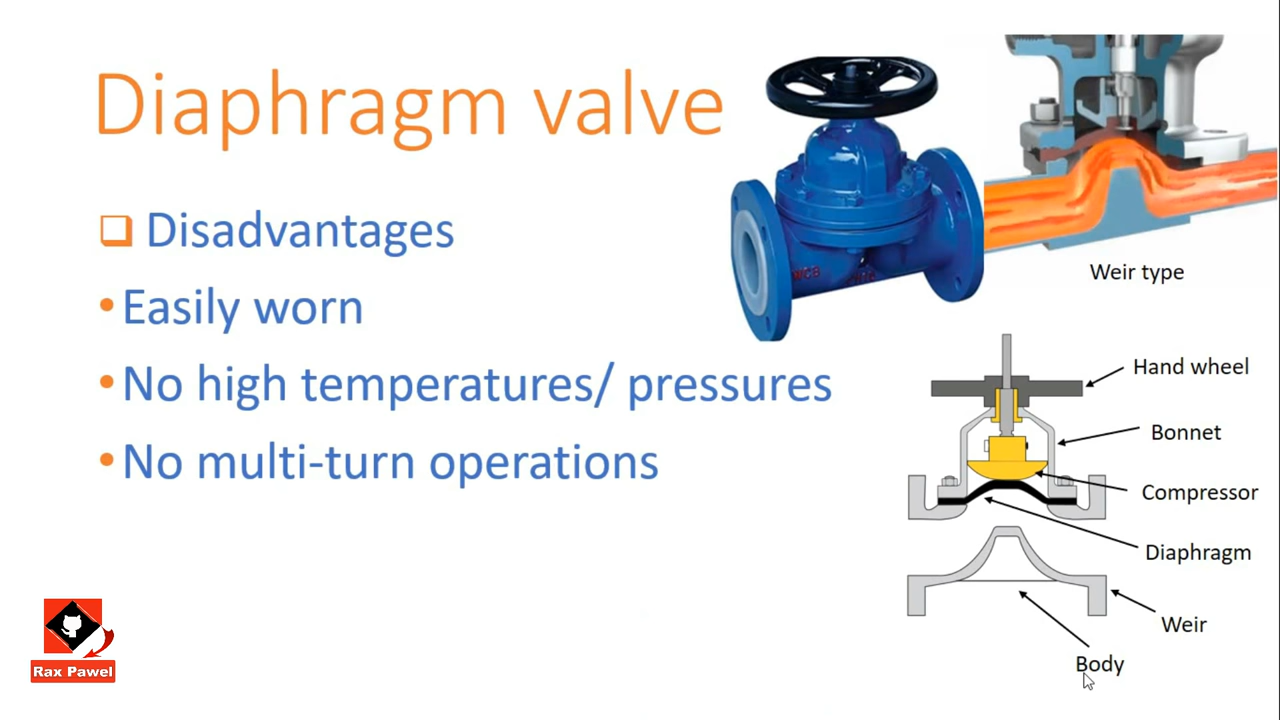 Diaphragm valve
Disadvantages
Easily worn
No high temperatures/ pressures
No multi-turn operations
Weir type
Hand wheel
Bonnet
Compressor
Diaphragm
Weir
Body
Rax Pawel